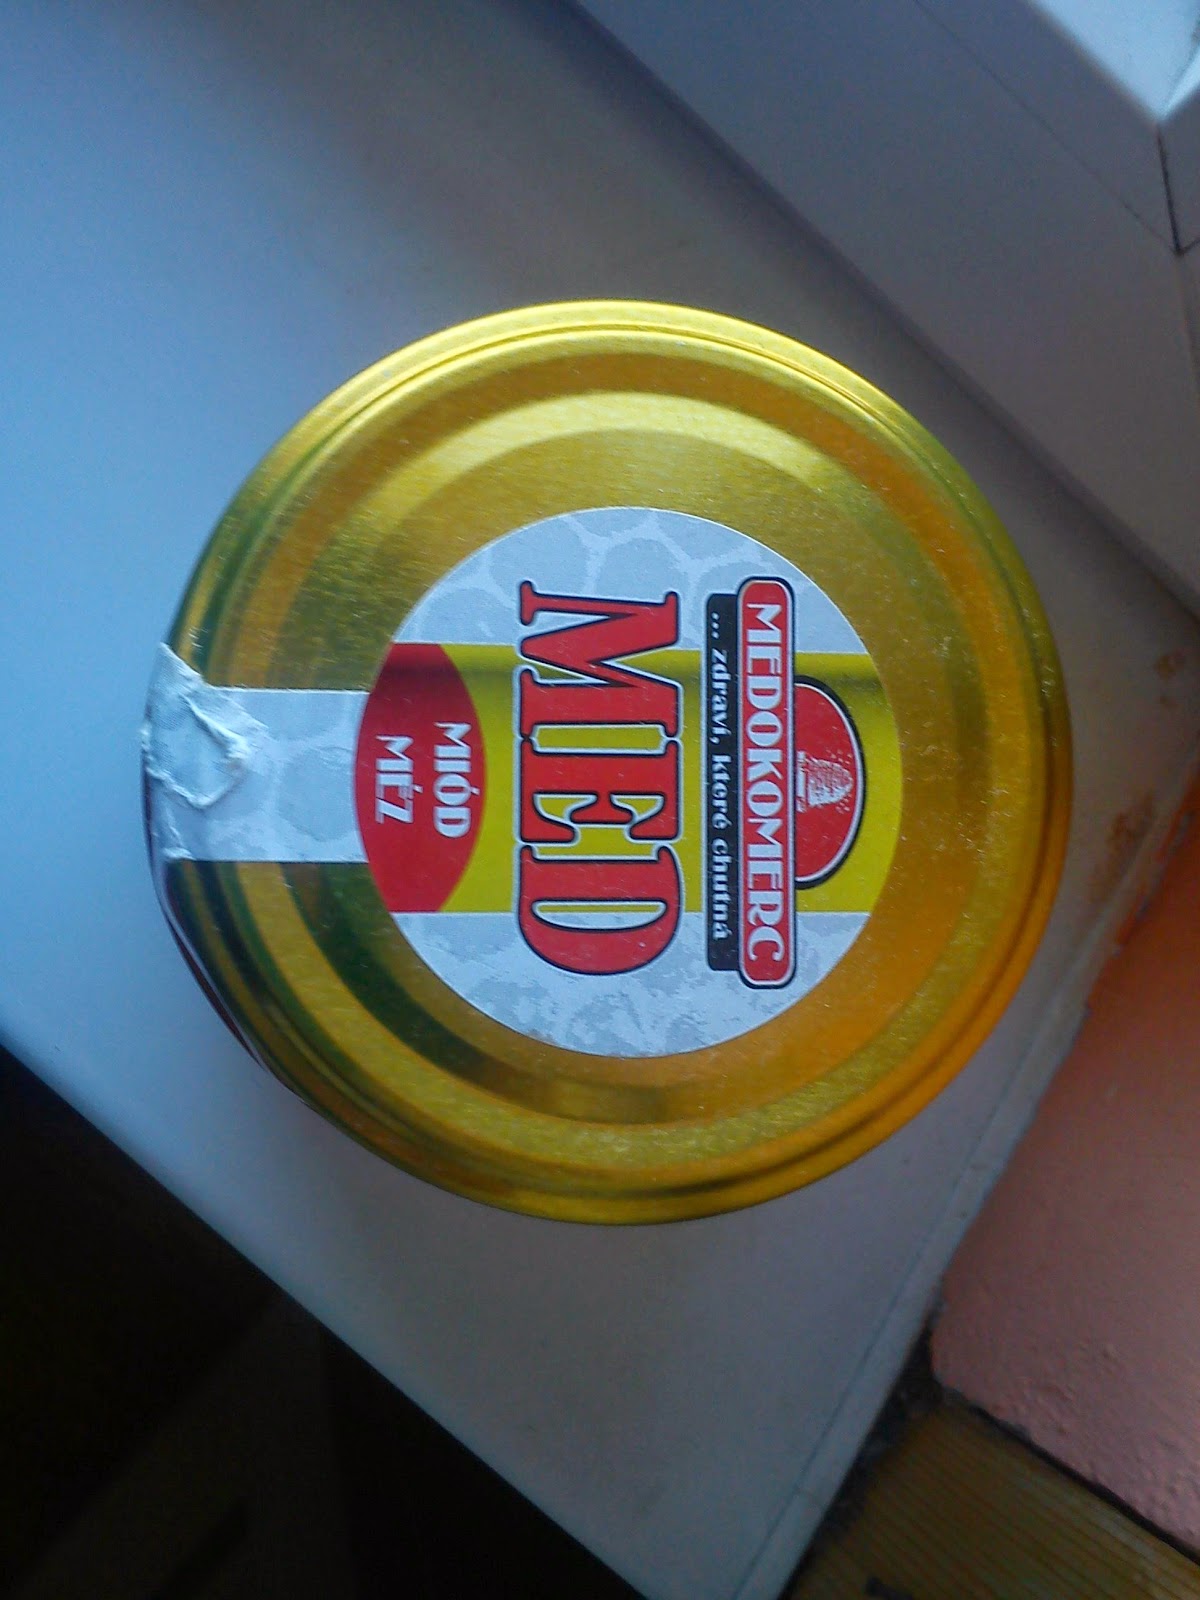 MEDOKOMERC
... zdraví, které chutná
MED
MIÓD
MÉZ